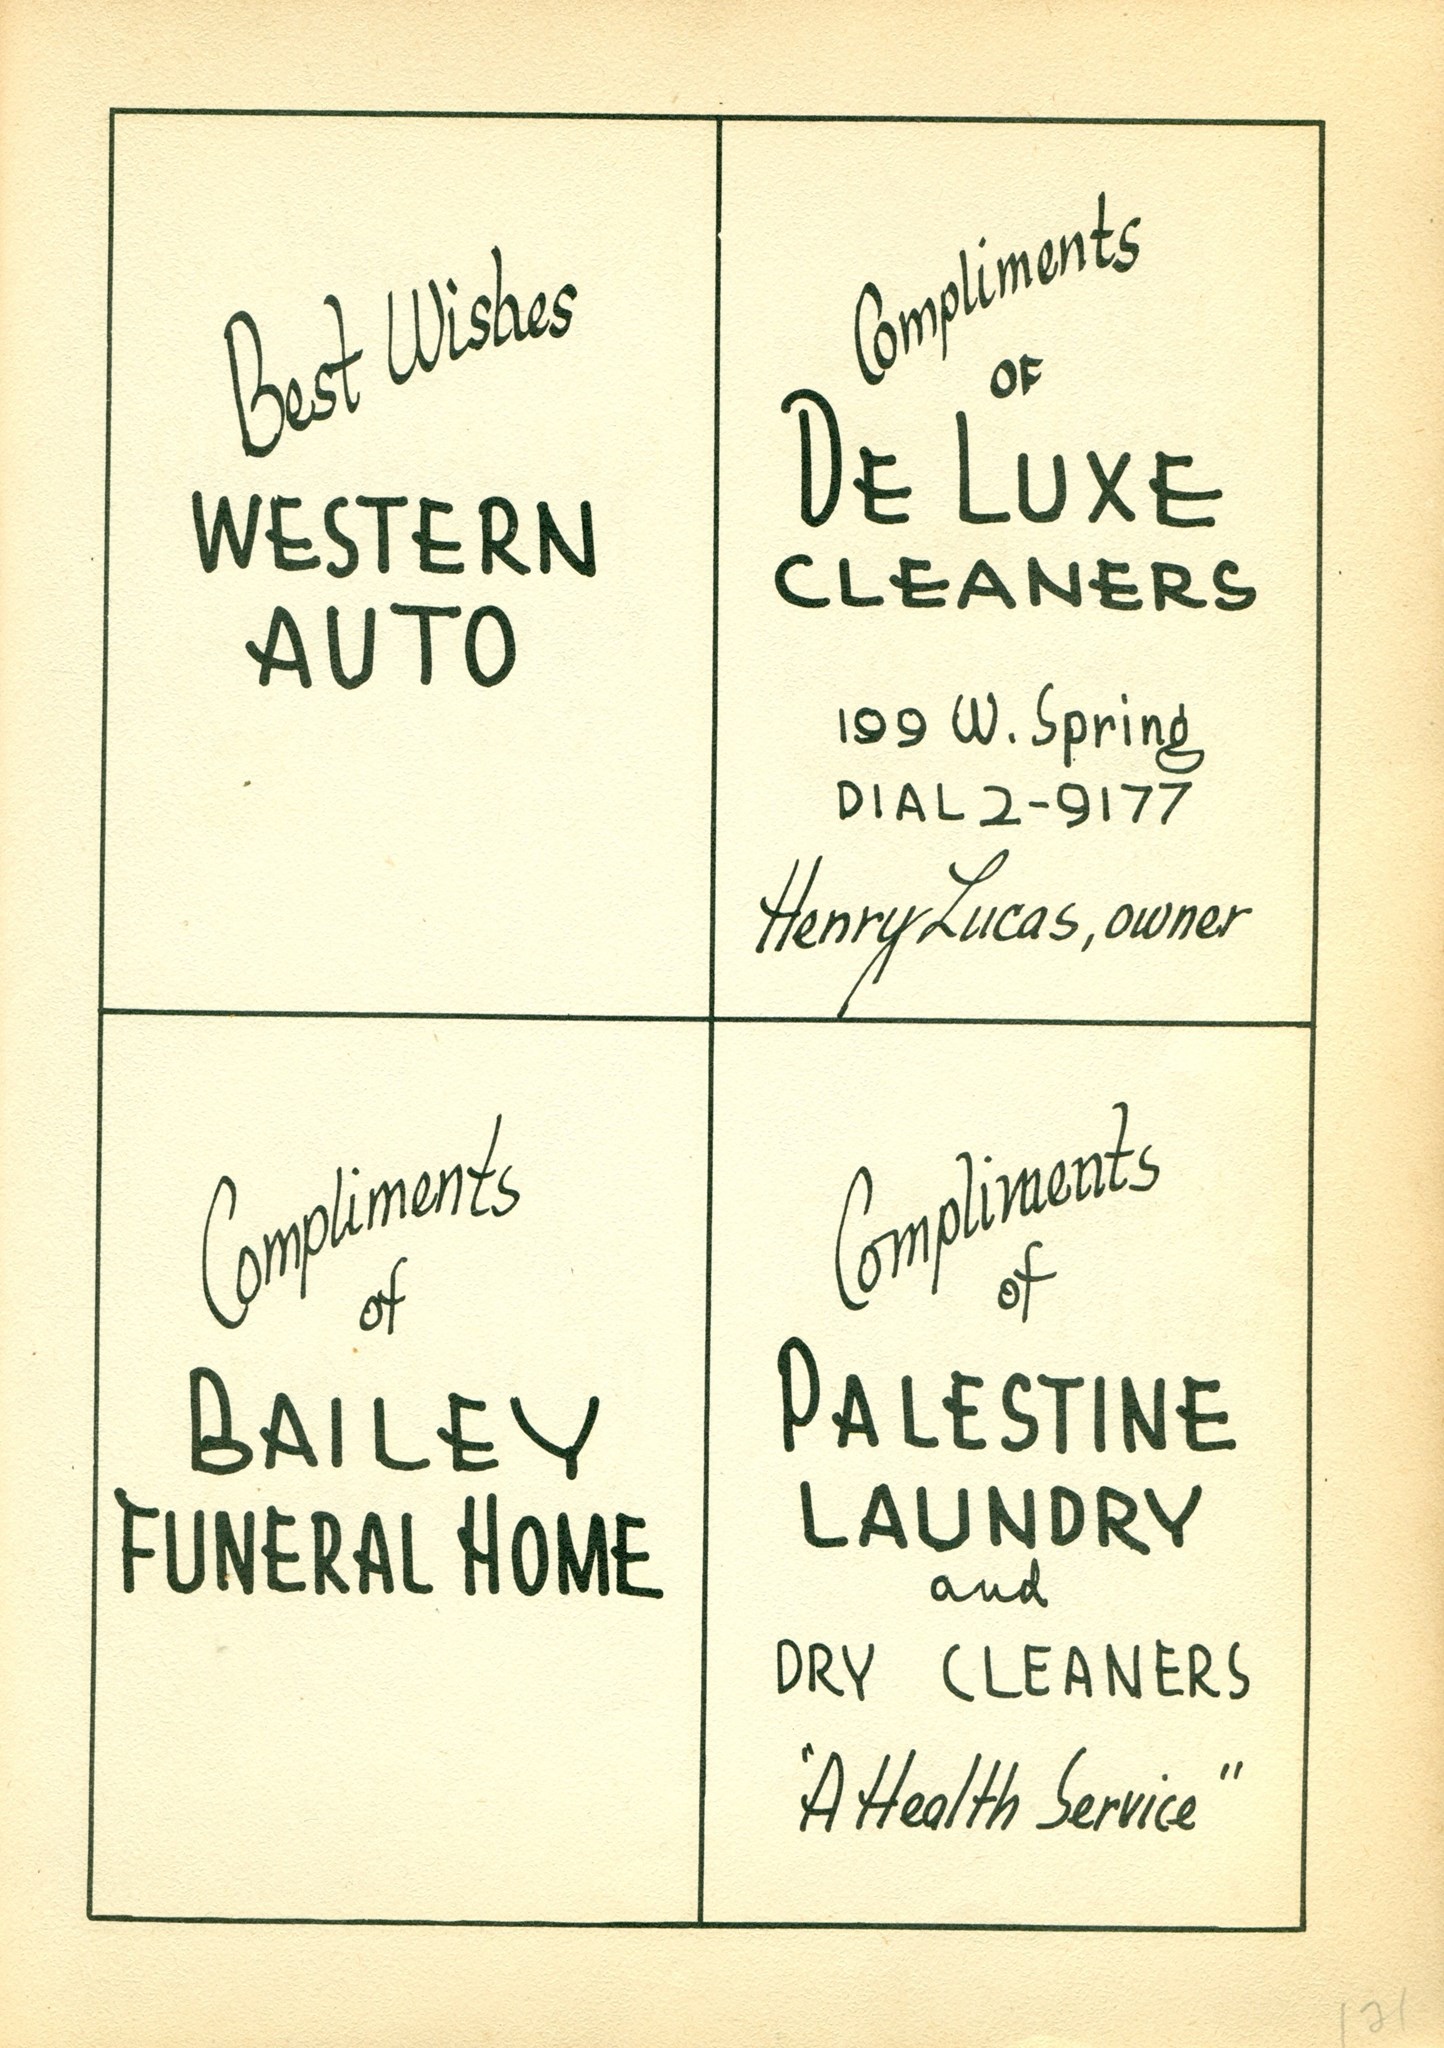 Best Wishes
WESTERN
AUTO
Compliments
OF
DE LUXE
CLEANERS
199 W. Spring
DIAL 2-9177
Henry Lucas, owner
Compliments
of
BAILEY
FUNERAL HOME
Compliments
of
PALESTINE
LAUNDRY
and
DRY CLEANERS
"A Health Service"
121